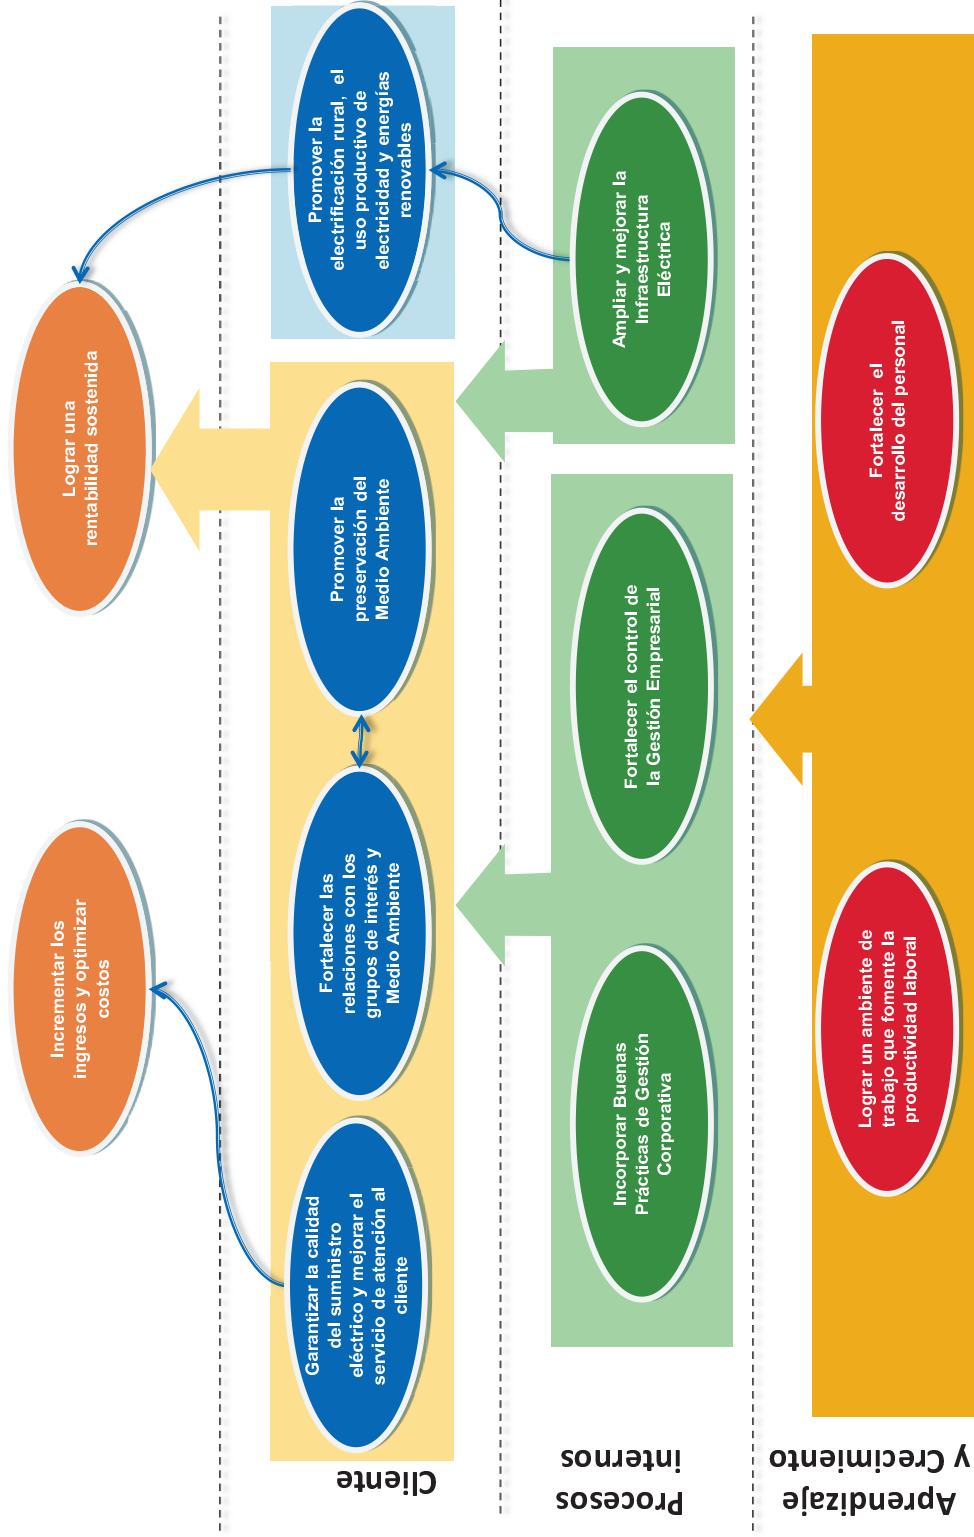 Incrementar los
ingresos y optimizar
costos
Lograr una
rentabilidad sostenida
Cliente
Garantizar la calidad
del suministro
eléctrico y mejorar el
servicio de atención al
cliente
Fortalecer las
relaciones con los
grupos de interés y
Medio Ambiente
Promover la
preservación del
Medio Ambiente
Promover la
electrificación rural, el
uso productivo de
electricidad y energías
renovables
Procesos
internos
Incorporar Buenas
Prácticas de Gestión
Corporativa
Fortalecer el control de
la Gestión Empresarial
Ampliar y mejorar la
Infraestructura
Eléctrica
Aprendizaje
y Crecimiento
Lograr un ambiente de
trabajo que fomente la
productividad laboral
Fortalecer el
desarrollo del personal